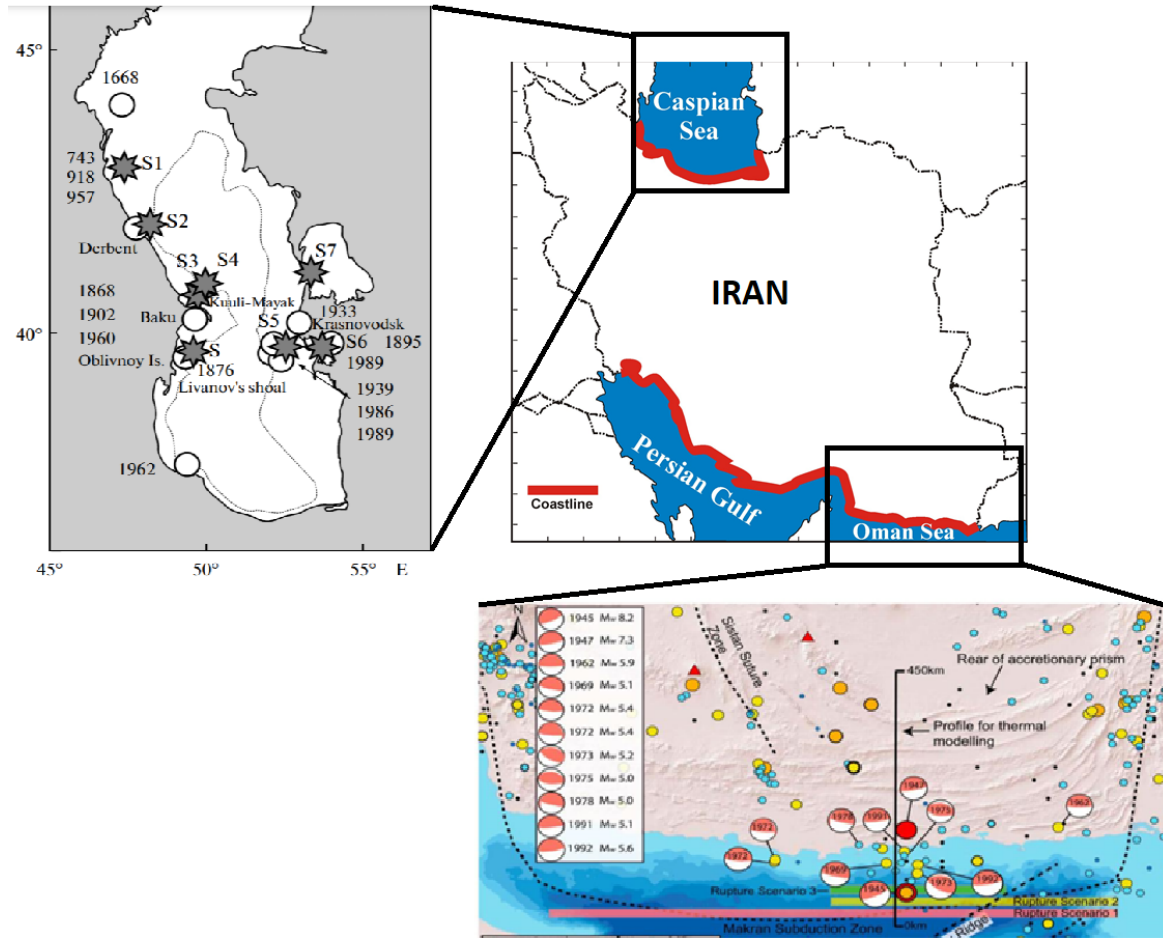 45°
1668
743
918
957
S1
S2
Derbent
S3
S4
S7
1868
1902
1960
Kuuli-Mayak
Baku
1933
Krasnovodsk
40°
S5
S6
1895
Oblivnoy Is.
S
1876
1989
Livanov's shoal
1939
1986
1989
1962
45°
50°
55°
E
Caspian
Sea
IRAN
Persian Gulf
Coastline
Oman Sea
N
1945 Mw 8.2
1947 Mw 7.3
1962 Mw 5.9
1969 Mw 5.1
1972 Mw 5.4
1972 Mw 5.4
1973 Mw 5.2
1975 Mw 5.0
1978 Mw 5.0
1991 Mw 5.1
1992 Mw 5.6
Sistan Suture
Zone
450km
Rear of accretionary prism
Profile for thermal
modelling
1947
1978
1991
1975
1962
1972
1972
1969
1945
1973
1992
Rupture Scenario 3
Rupture Scenario 2
Rupture Scenario 1
Makran Subduction Zone
0km
Ridge